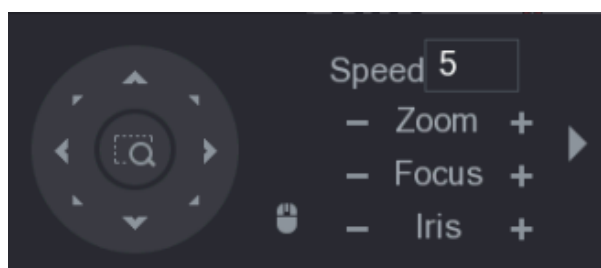 Speed 5
− Zoom +
− Focus +
− Iris +